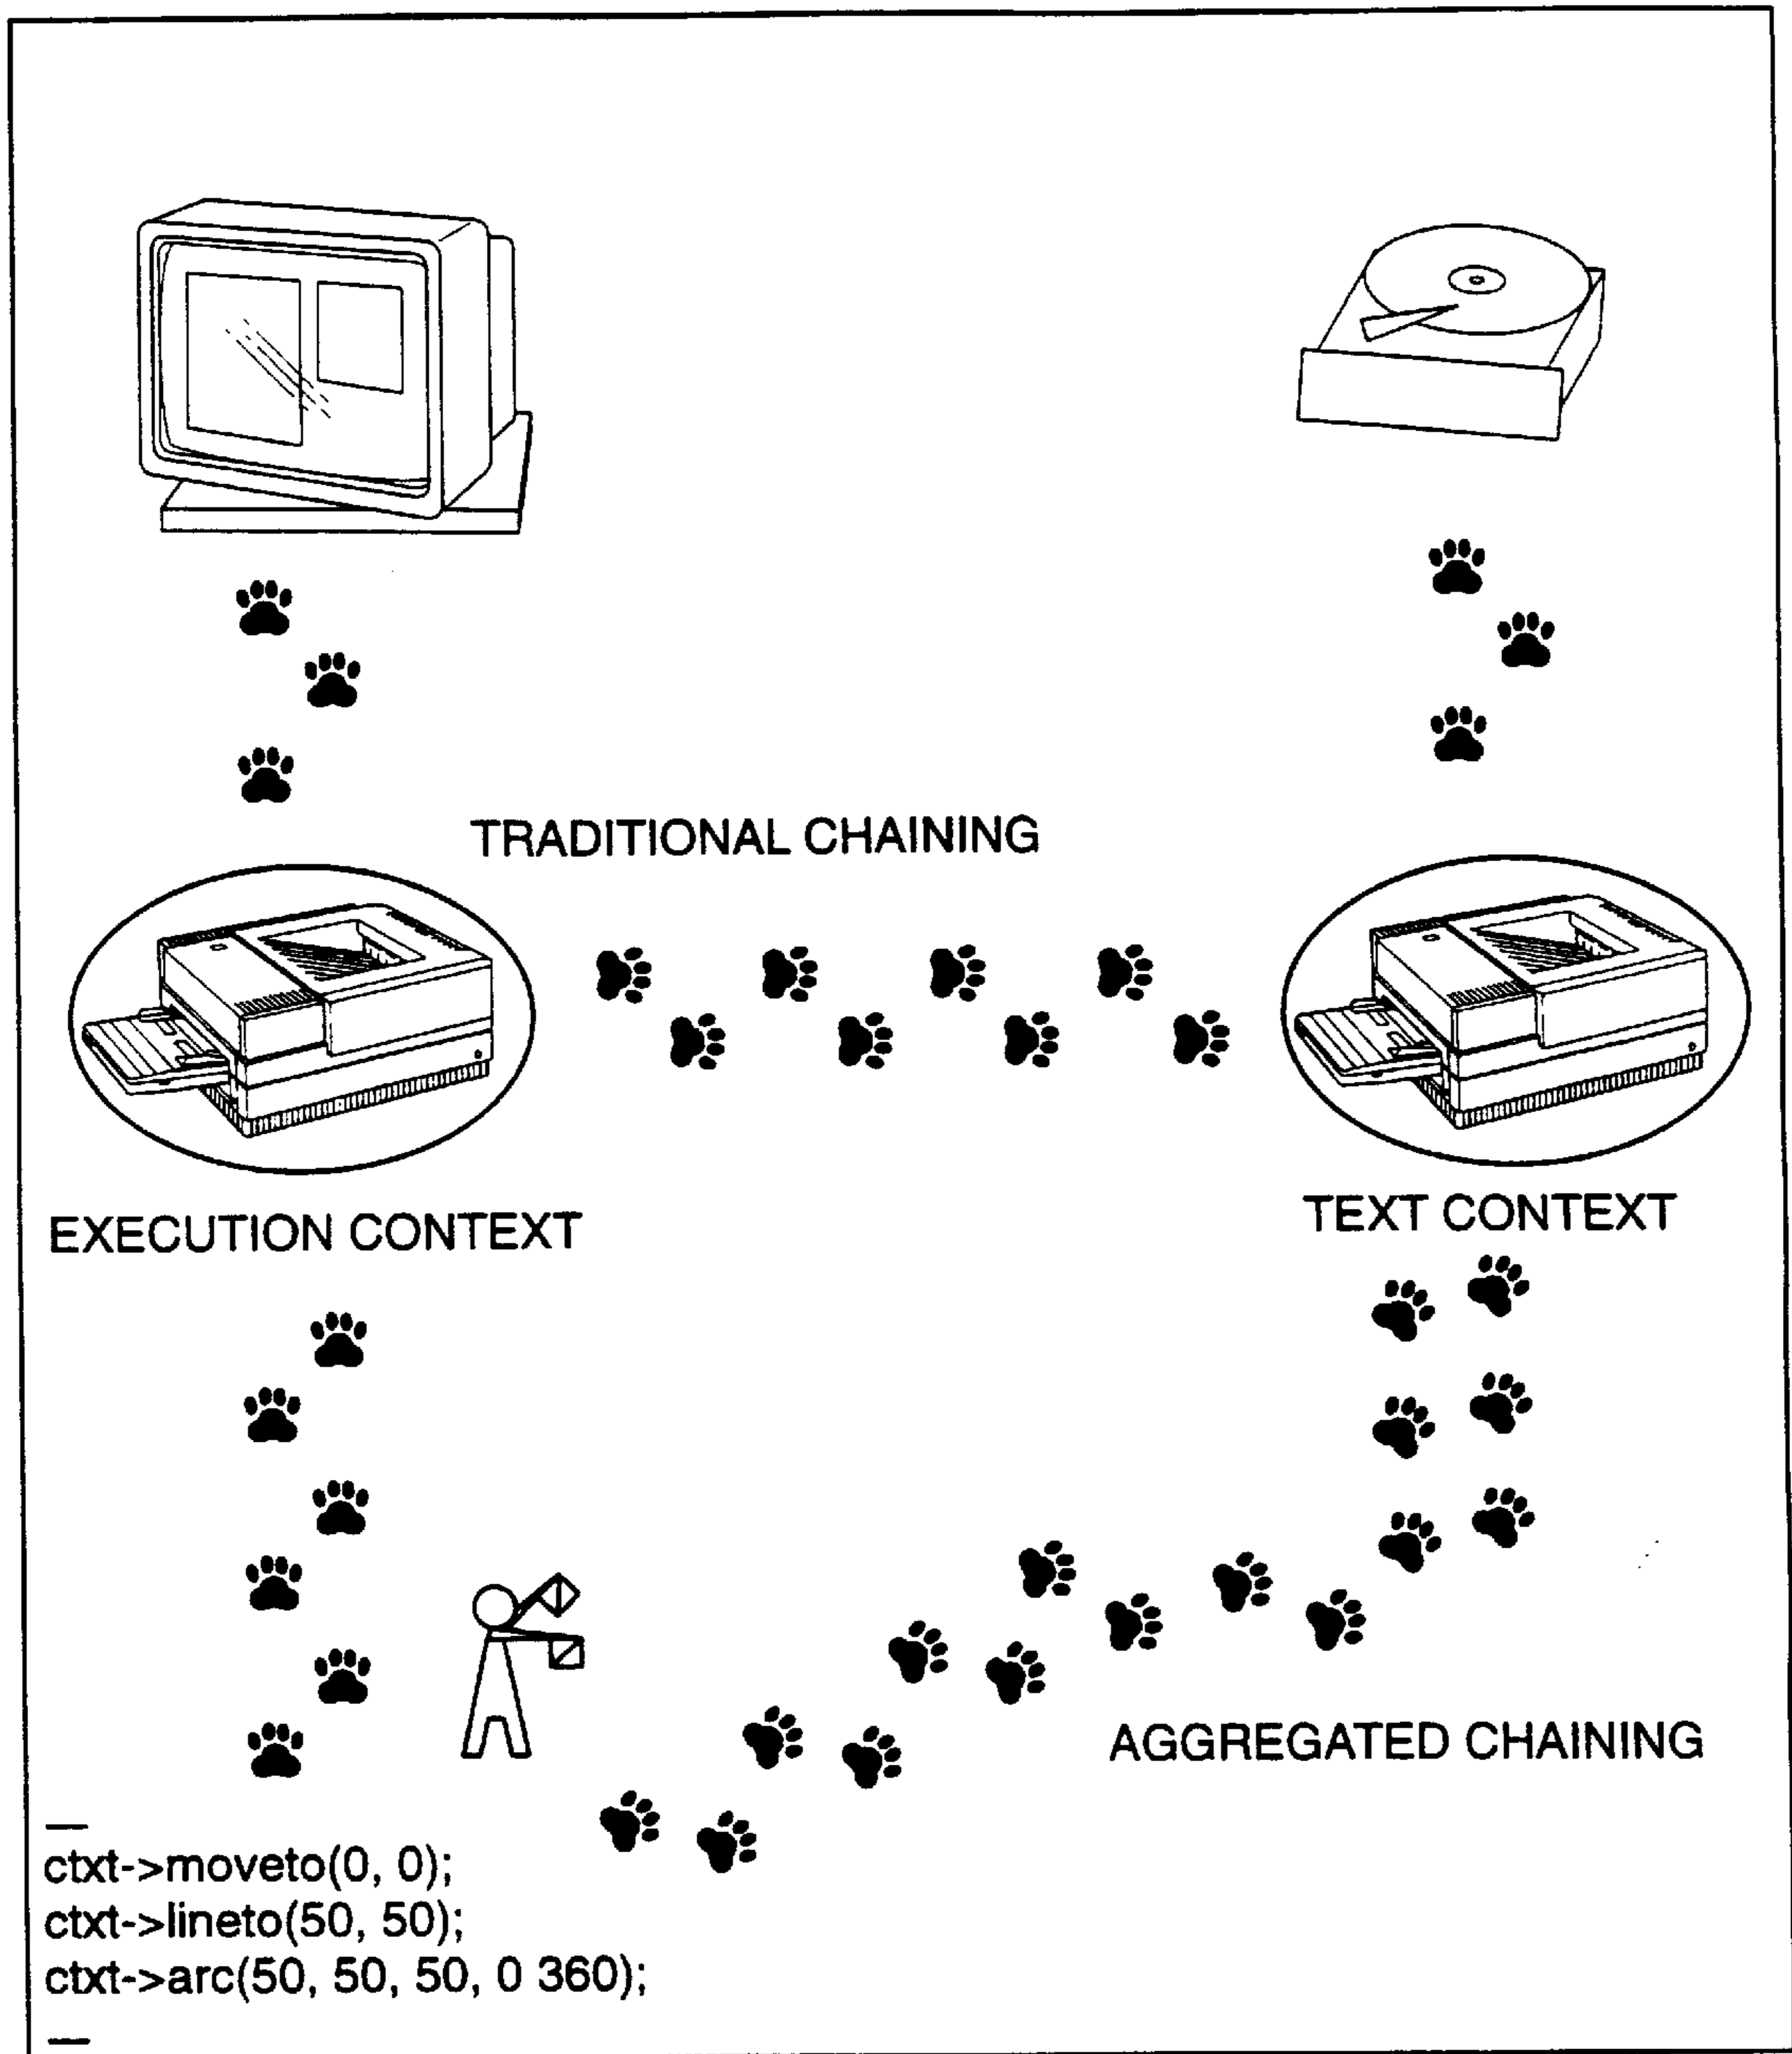 TRADITIONAL CHAINING
EXECUTION CONTEXT
TEXT CONTEXT
AGGREGATED CHAINING
—
ctxt->moveto(0, 0);
ctxt->lineto(50, 50);
ctxt->arc(50, 50, 50, 0 360);
—